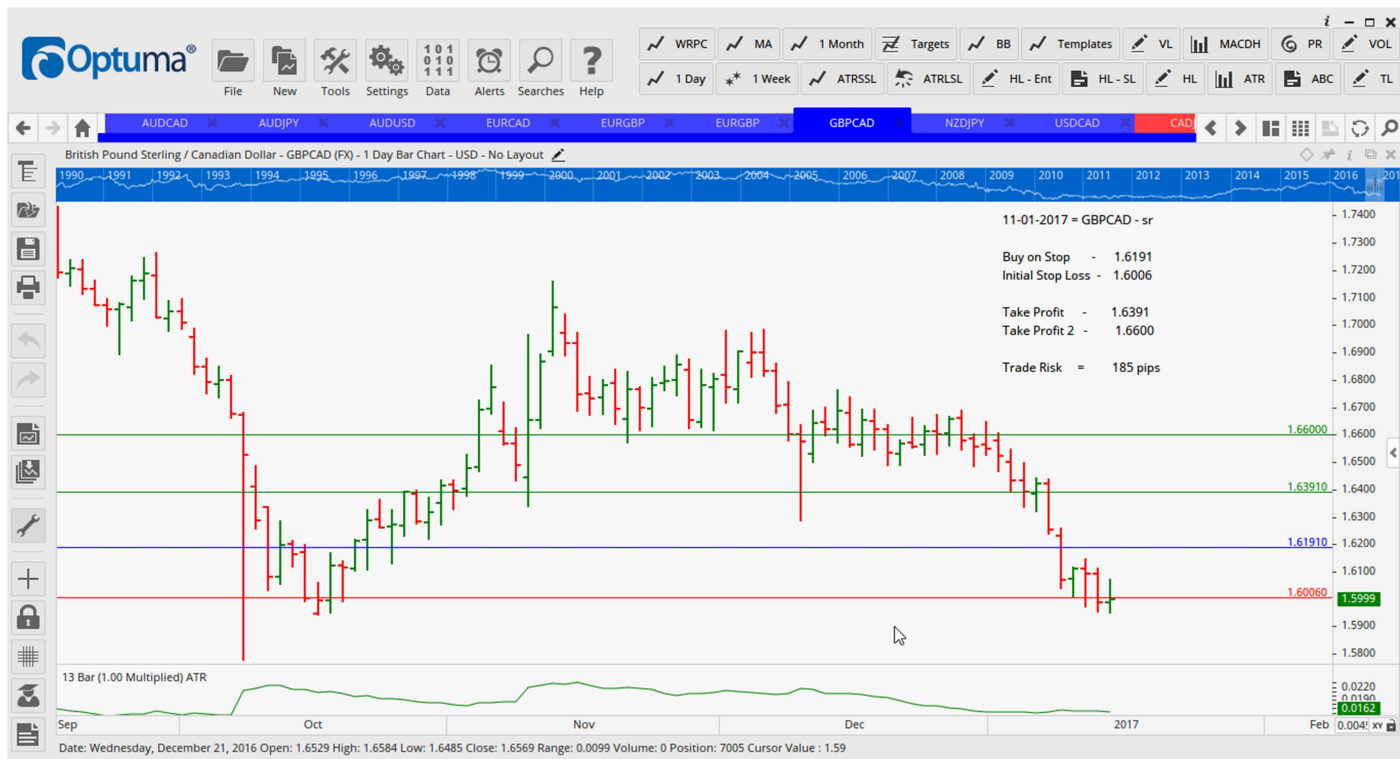 Optuma®
File New Tools Settings Data Alerts Searches Help
101
010
111
WRPC MA 1 Month Targets BB Templates VL MACDH PR VOL
1 Day 1 Week ATRSSL ATRLSL HL - Ent HL - SL HL ATR ABC TL
AUDCAD AUDJPY AUDUSD EURCAD EURGBP EURGBP GBPCAD NZDJPY USDCAD CADJ
British Pound Sterling / Canadian Dollar - GBPCAD (FX) - 1 Day Bar Chart - USD - No Layout
1990 1991 1992 1993 1994 1995 1996 1997 1998 1999 2000 2001 2002 2003 2004 2005 2006 2007 2008 2009 2010 2011 2012 2013 2014 2015 2016 201
11-01-2017 = GBPCAD - sr
Buy on Stop - 1.6191
Initial Stop Loss - 1.6006
Take Profit - 1.6391
Take Profit 2 - 1.6600
Trade Risk = 185 pips
1.7400
1.7300
1.7200
1.7100
1.7000
1.6900
1.6800
1.6700
1.66000
1.6600
1.6500
1.63910
1.6400
1.6300
1.61910
1.6200
1.6100
1.60060
1.5999
1.5900
1.5800
13 Bar (1.00 Multiplied) ATR
0.0220
0.0190
0.0162
Sep Oct Nov Dec 2017 Feb 0.004! XY
Date: Wednesday, December 21, 2016 Open: 1.6529 High: 1.6584 Low: 1.6485 Close: 1.6569 Range: 0.0099 Volume: 0 Position: 7005 Cursor Value : 1.59